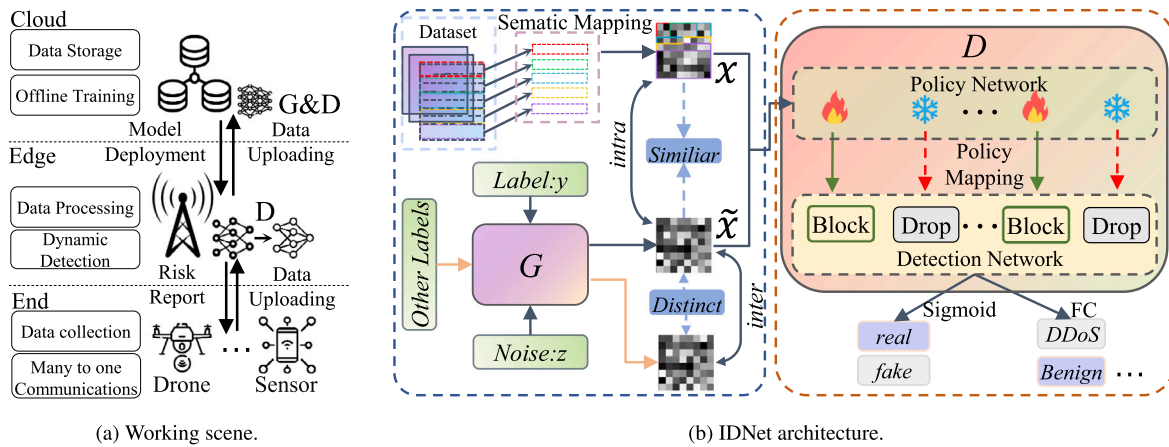 Cloud
Data Storage
Offline Training
G&D
Model
Deployment
Data
Uploading
Edge
Data Processing
Dynamic
Detection
D
Risk
Report
Data
Uploading
End
Data collection
Many to one
Communications
Drone
...
Sensor
(a) Working scene.
Dataset
Sematic Mapping
x
intra
Similiar
Label:y
Other Labels
G
x̃
Distinct
inter
Noise:z
D
Policy Network
...
Policy
Mapping
Block
Drop
...
Block
Drop
Detection Network
Sigmoid
FC
real
fake
DDoS
Benign
...
(b) IDNet architecture.